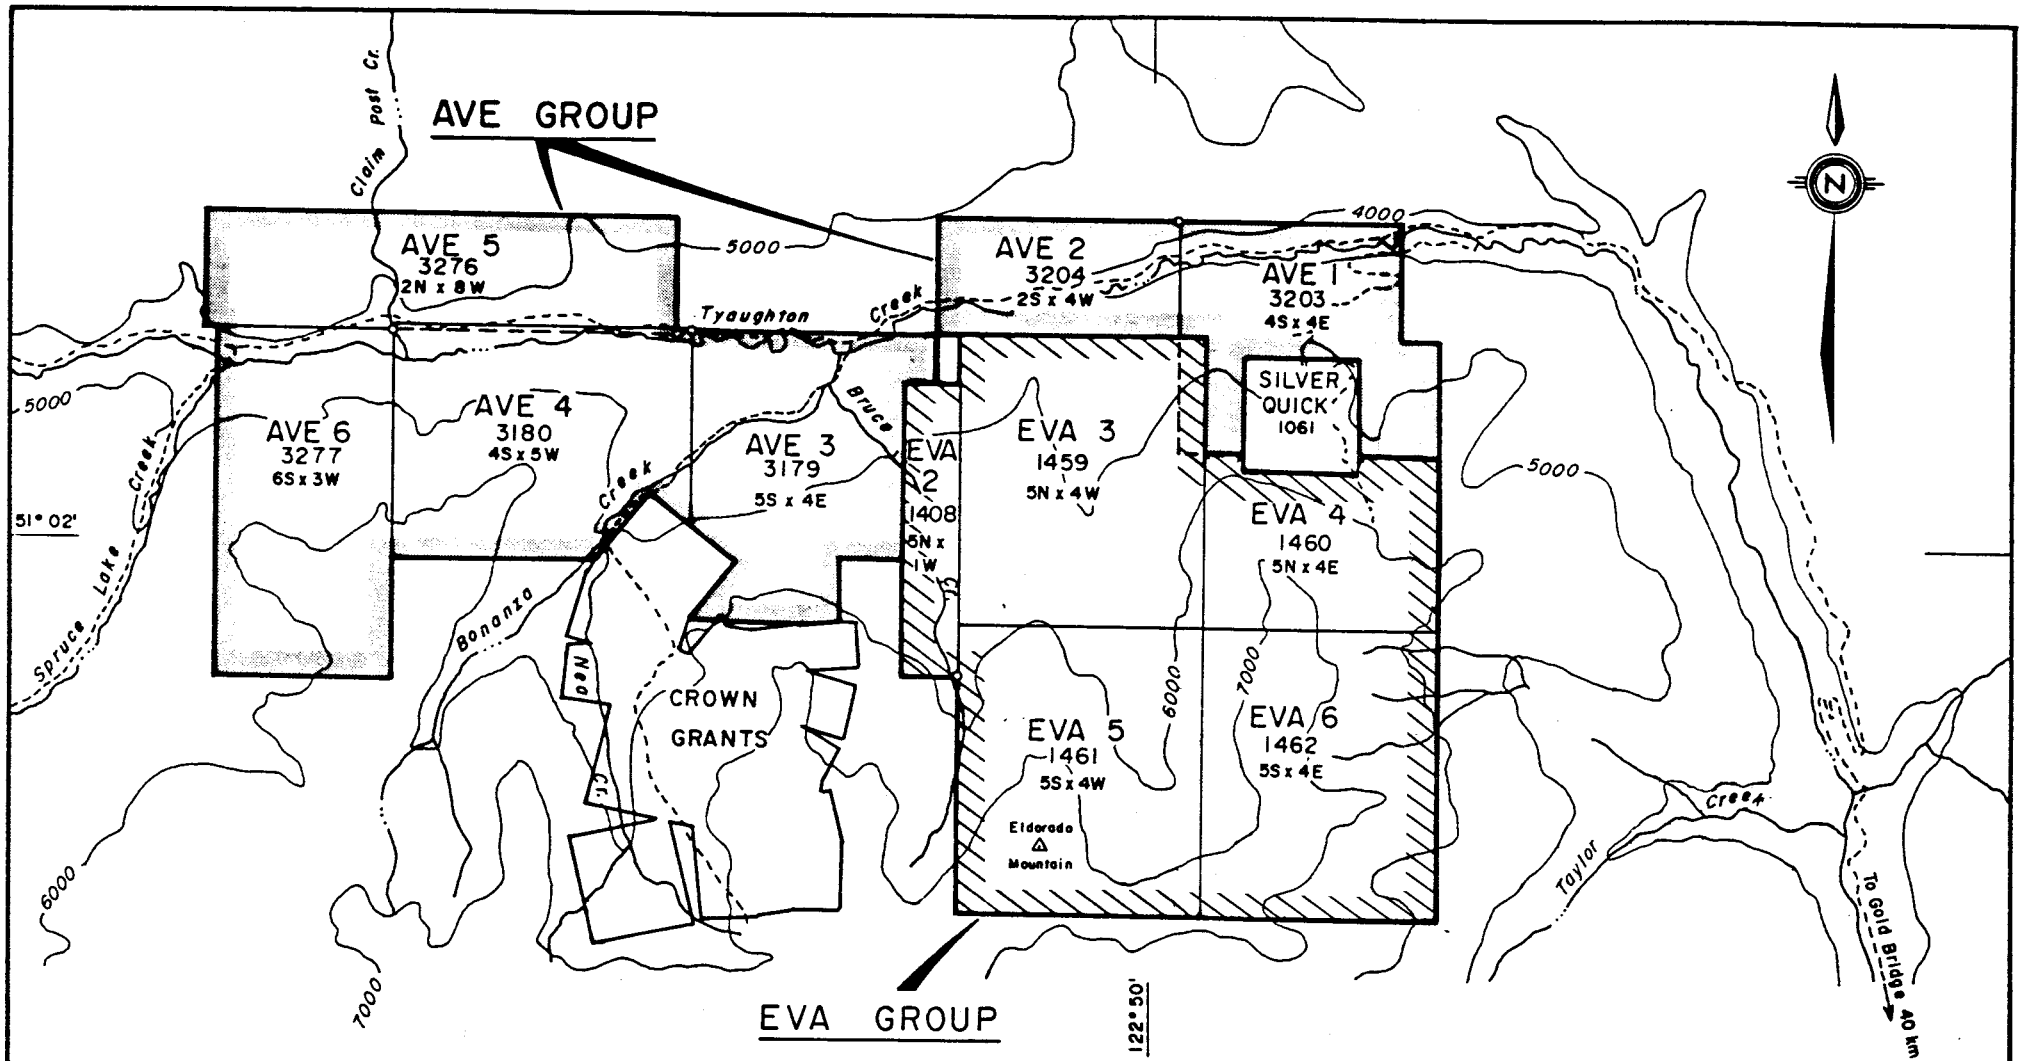 Claim Post Cr.
AVE GROUP
N
4000
AVE 5
3276
2N x 8W
5000
AVE 2
3204
2S x 4W
AVE 1
3203
4S x 4E
Tyaughton Creek
5000
AVE 6
3277
6S x 3W
AVE 4
3180
4S x 5W
AVE 3
3179
5S x 4E
Bruce Cr.
EVA
2
1408
5N x
1W
EVA 3
1459
5N x 4W
SILVER
QUICK
1061
EVA 4
1460
5N x 4E
5000
51° 02'
Spruce Lake Creek
Bonanza Creek
Nea Cr.
CROWN
GRANTS
EVA 5
1461
5S x 4W
6000
7000
EVA 6
1462
5S x 4E
Eldorado
Mountain
Taylor Creek
6000
7000
To Gold Bridge 40 km
EVA GROUP
122° 50'